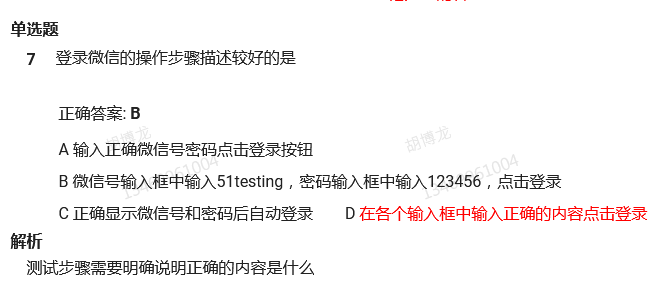 单选题
7 登录微信的操作步骤描述较好的是
正确答案: B
胡博龙
胡博龙
A 输入正确微信号密码点击登录按钮
B 微信号输入框中输入51testing，密码输入框中输入123456，点击登录
C 正确显示微信号和密码后自动登录 D 在各个输入框中输入正确的内容点击登录
解析
测试步骤需要明确说明正确的内容是什么